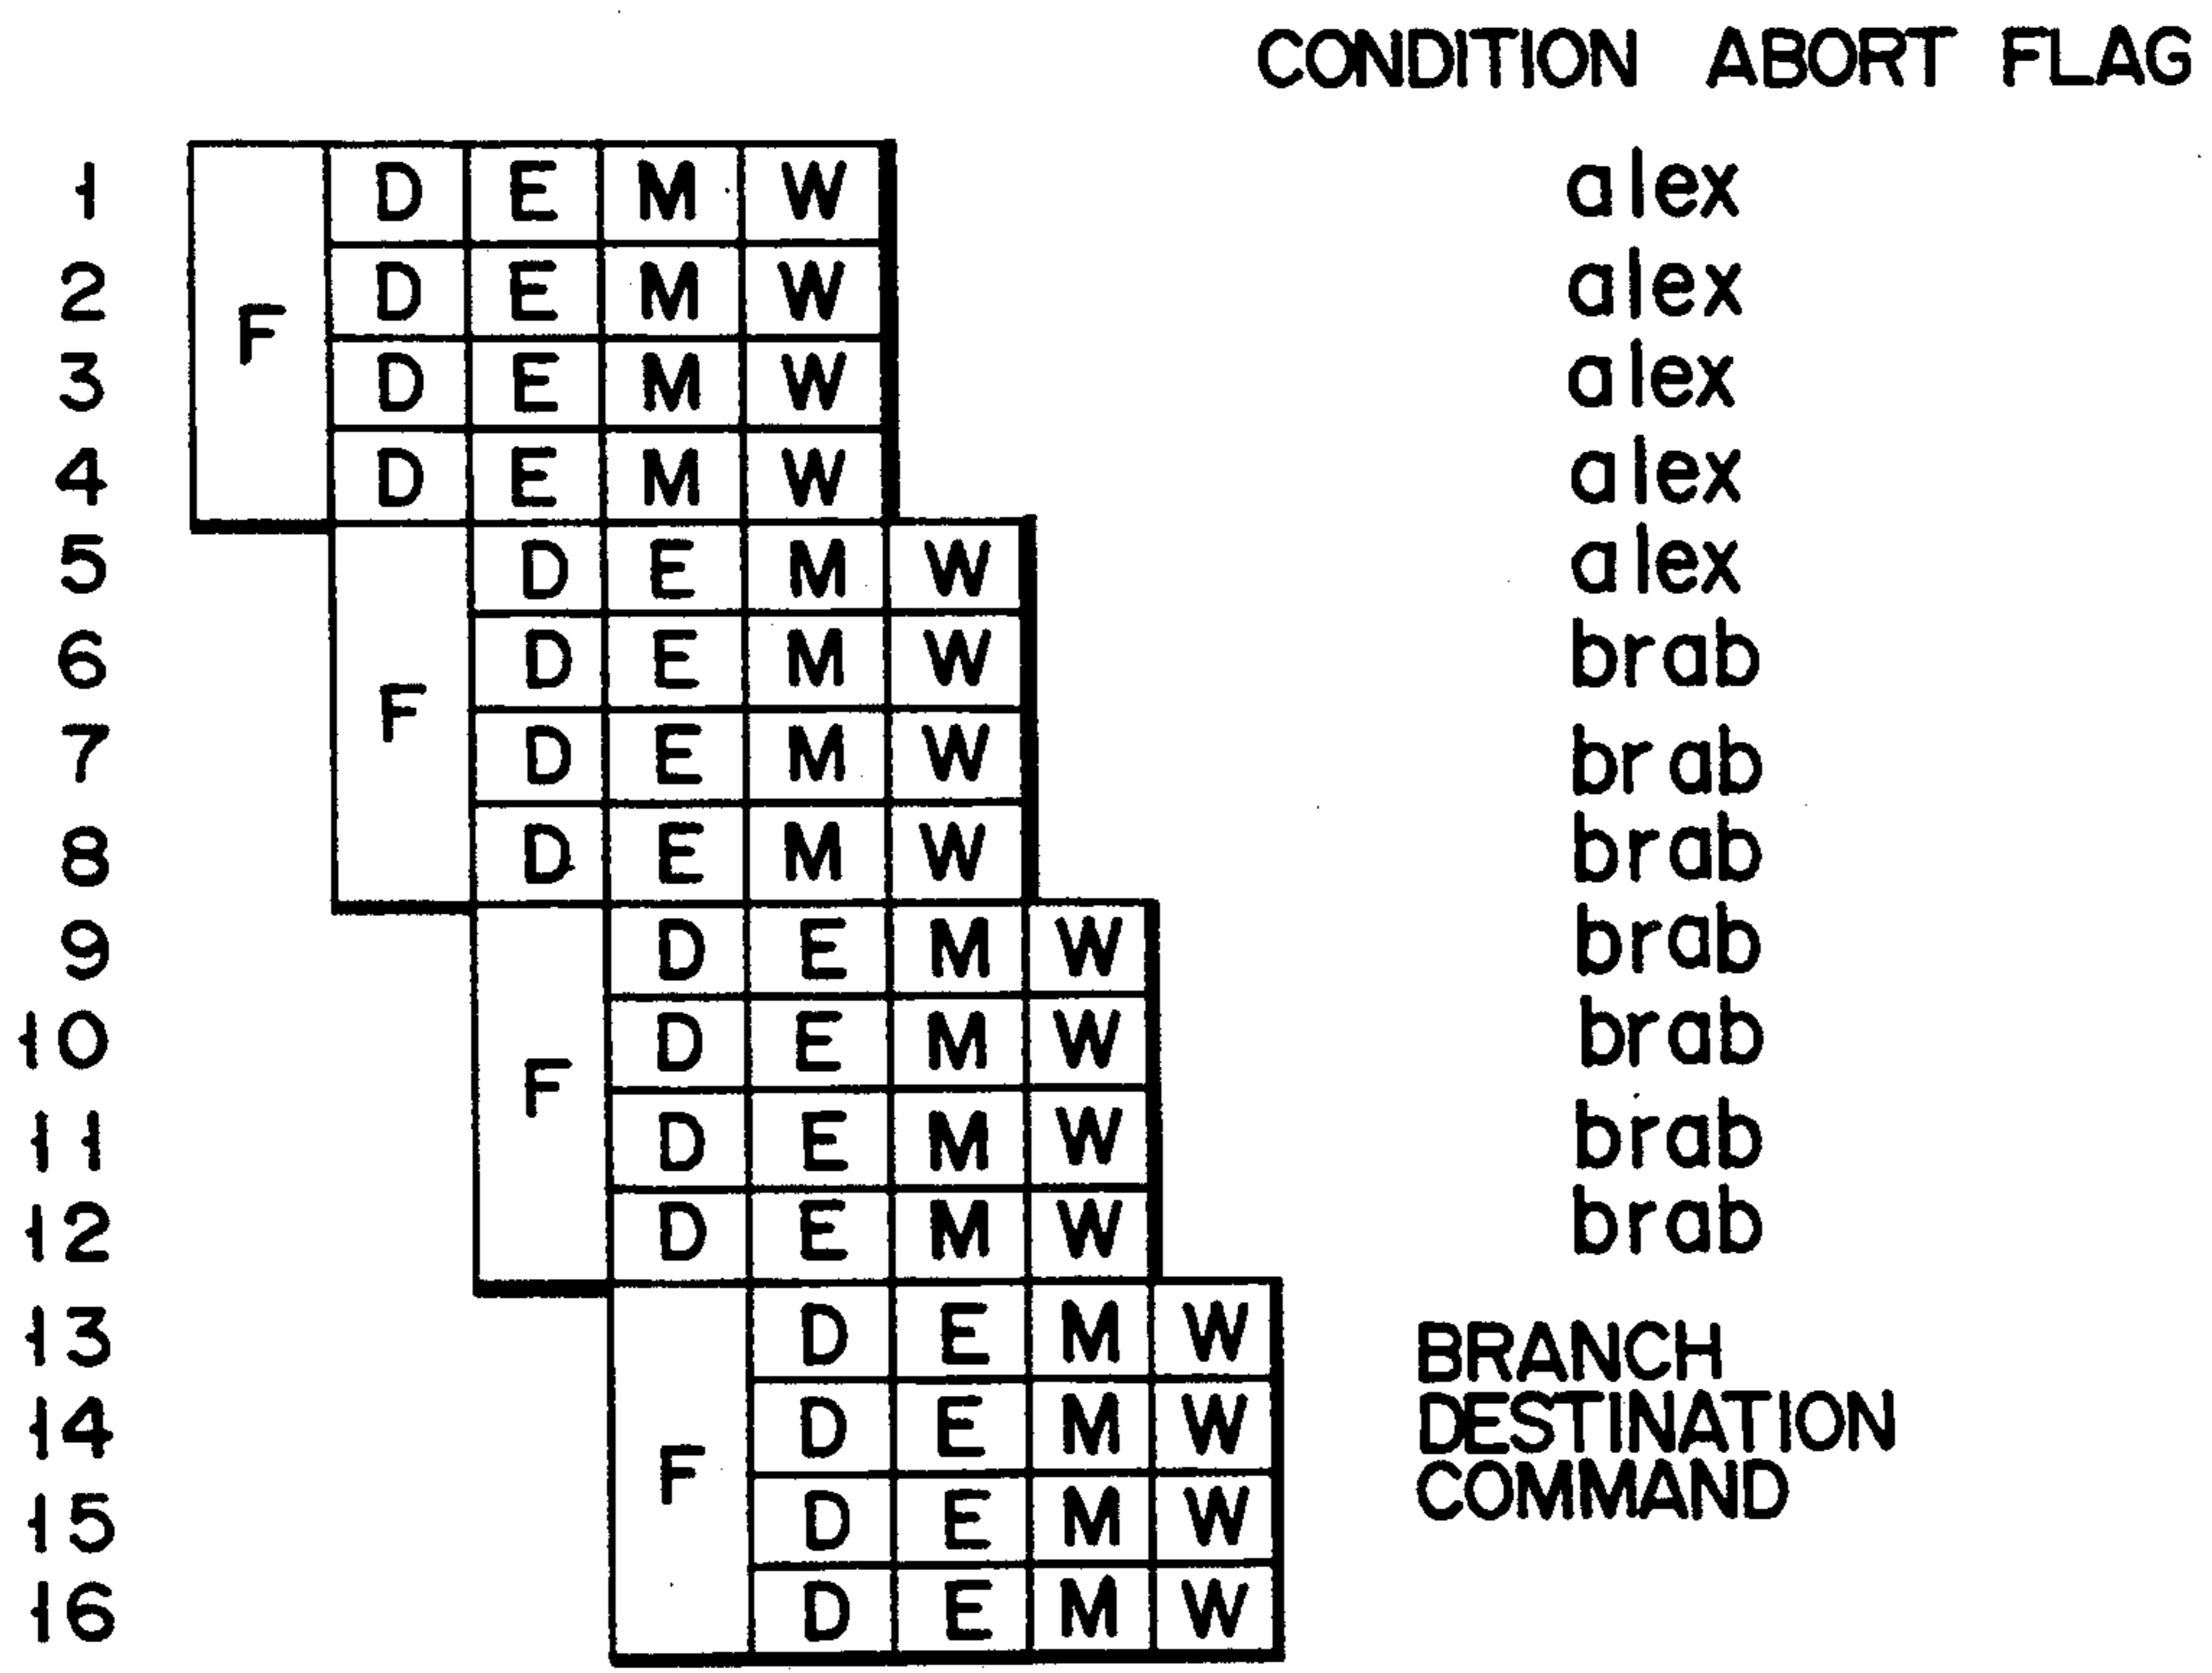 CONDITION ABORT FLAG
1 D E M W alex
2 D E M W alex
F
3 D E M W alex
4 D E M W alex
5 D E M W alex
6 D E M W brab
F
7 D E M W brab
8 D E M W brab
9 D E M W brab
10 D E M W brab
F
11 D E M W brab
12 D E M W brab
13 D E M W BRANCH
14 D E M W DESTINATION
F
15 D E M W COMMAND
16 D E M W